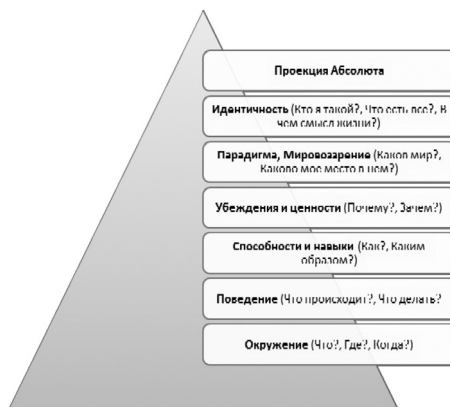 Проекция Абсолюта
Идентичность (Кто я такой?, Что есть все?, В
чем смысл жизни?)
Парадигма, Мировоззрение (Каков мир?,
Каково мое место в нем?)
Убеждения и ценности (Почему?, Зачем?)
Способности и навыки (Как?, Каким
образом?)
Поведение (Что происходит?, Что делать?
Окружение (Что?, Где?, Когда?)